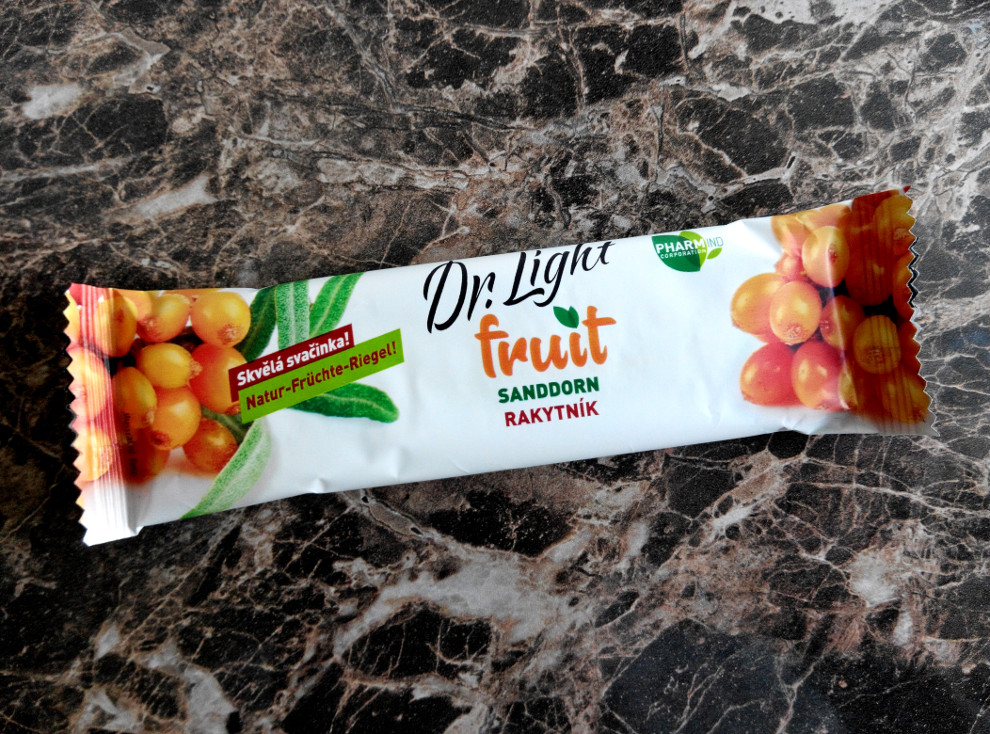 Dr. Light
fruit
SANDDORN
RAKYTNÍK
Skvělá svačinka!
Natur-Früchte-Riegel!
PHARMIND
CORPORATION